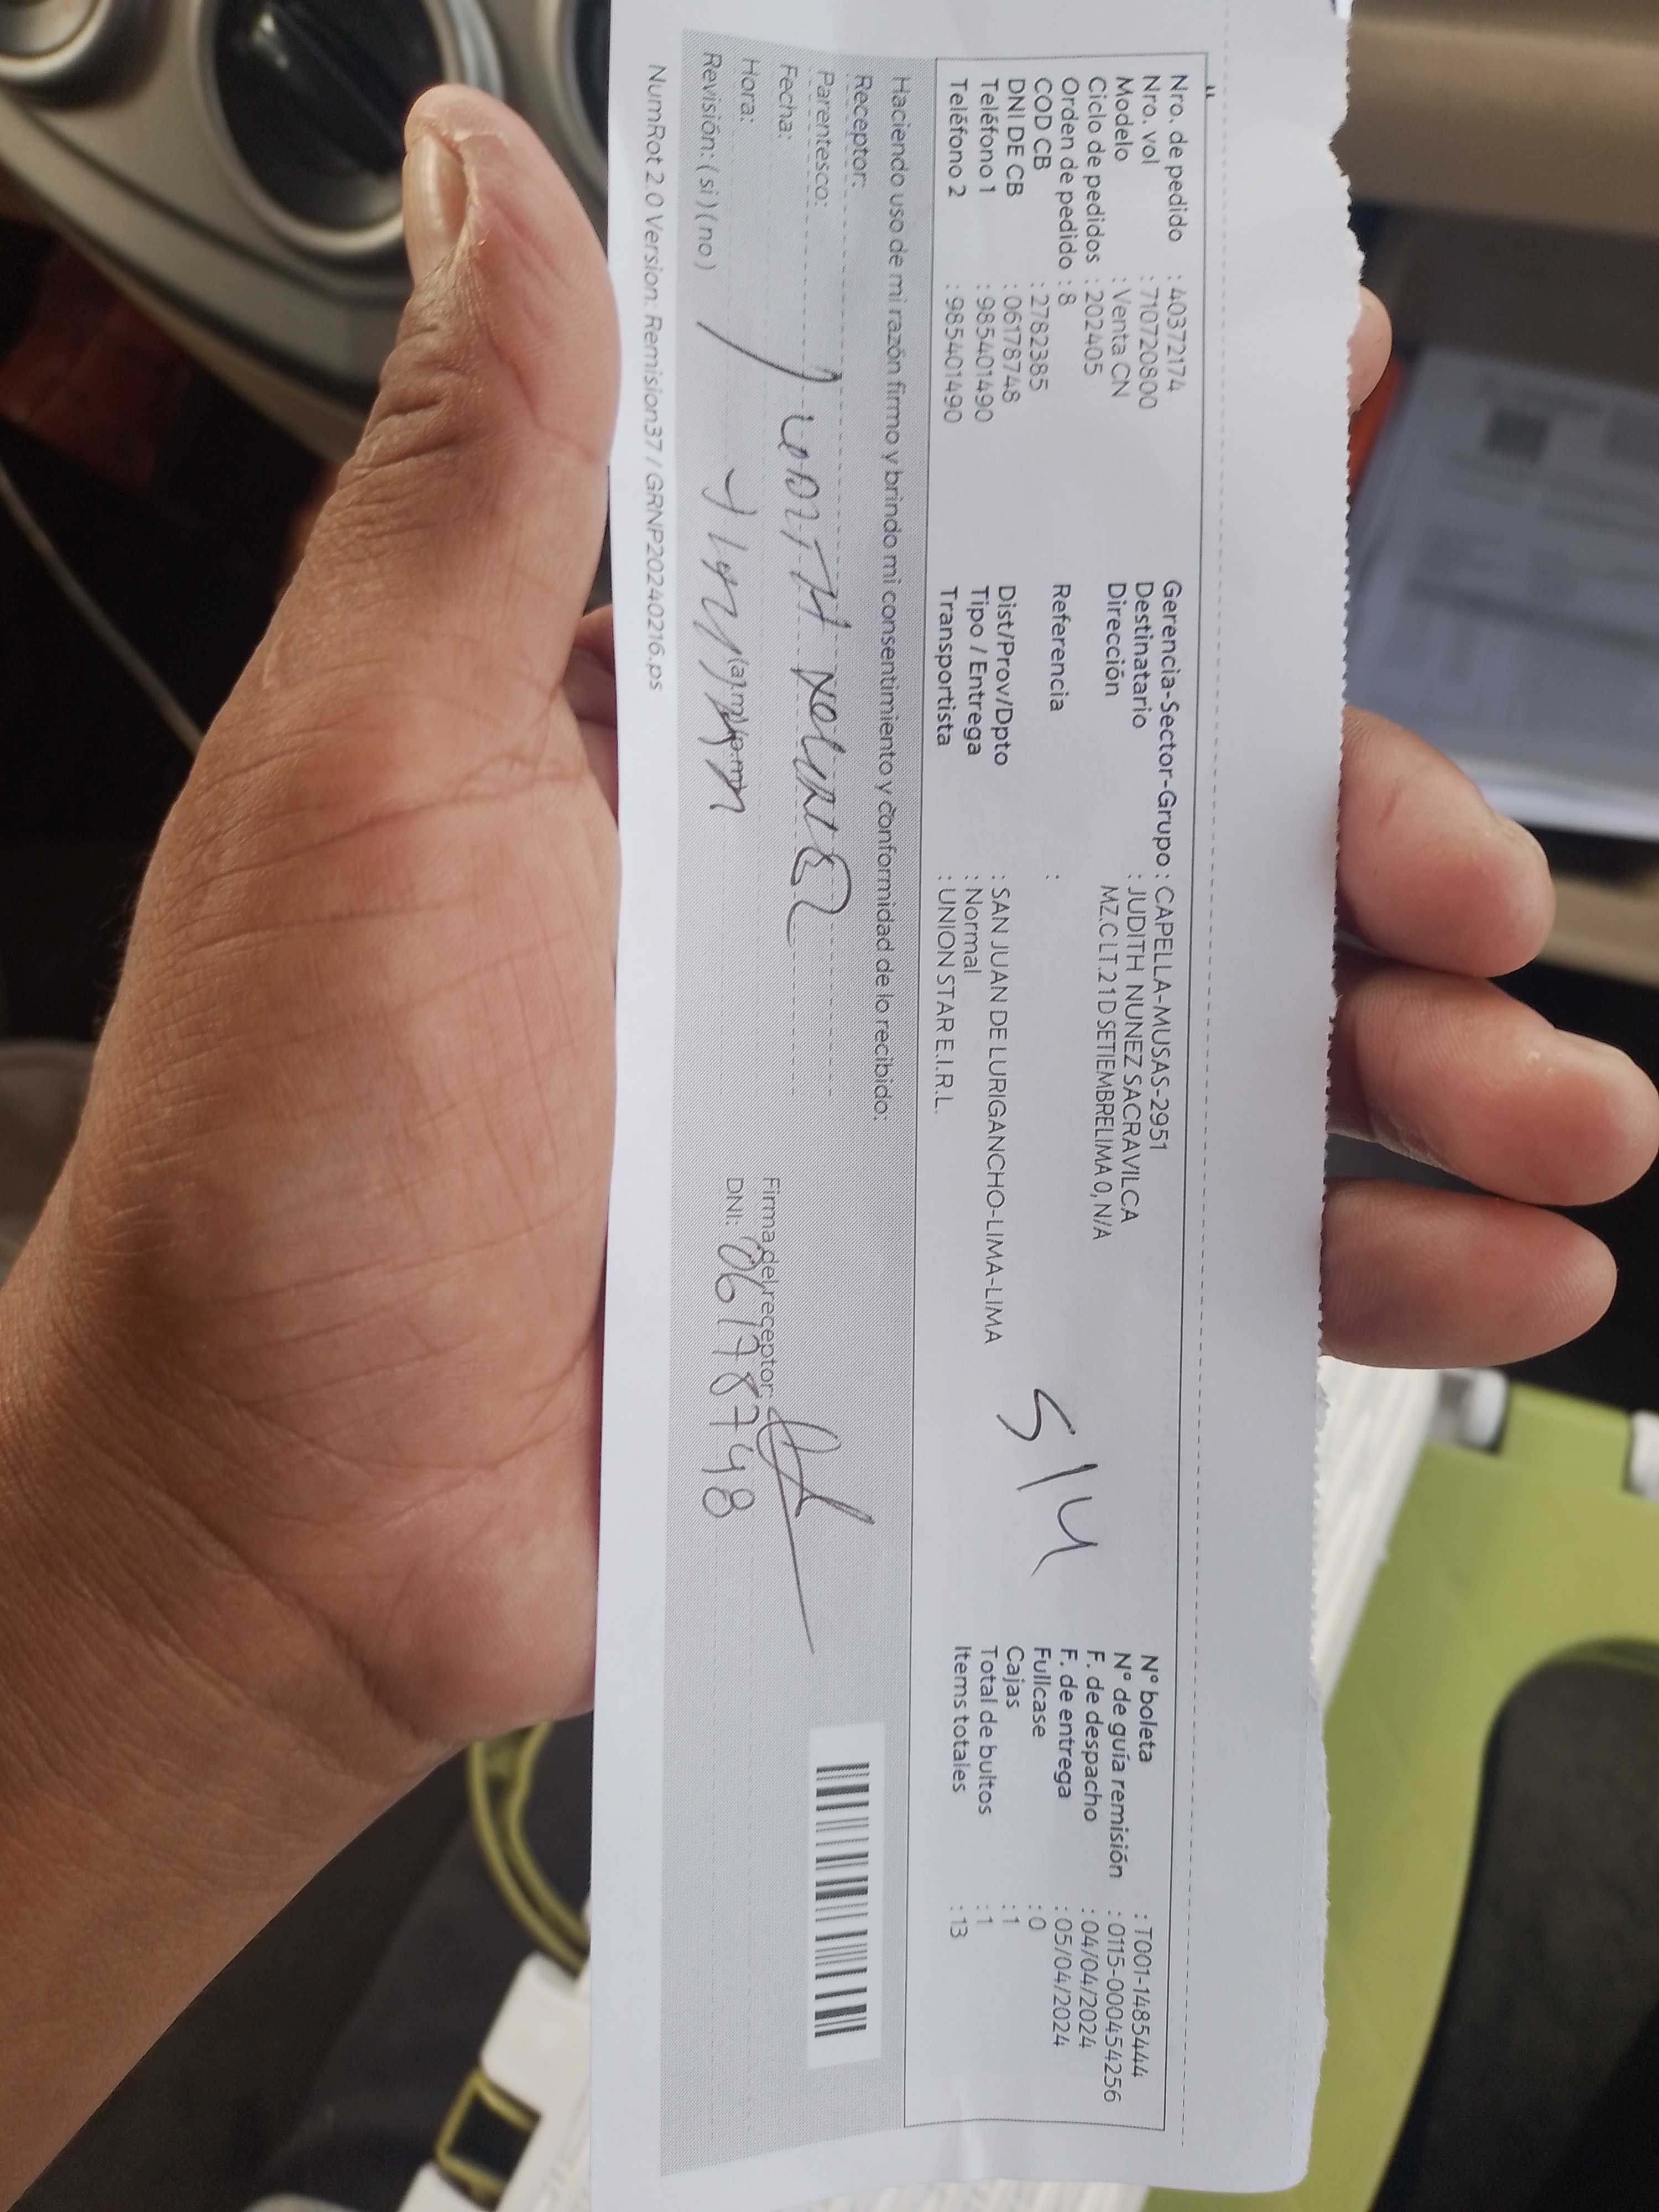 Nro. de pedido : 40372174
Nro. vol : 710720800
Modelo : Venta CN
Ciclo de pedidos : 202405
Orden de pedido : 8
COD CB : 2782385
DNI DE CB : 06178748
Teléfono 1 : 985401490
Teléfono 2 : 985401490
Gerencia-Sector-Grupo : CAPELLA-MUSAS-2951
Destinatario : JUDITH NUNEZ SACRAVILCA
Dirección MZ.C LT.21D SETIEMBRELIMA 0, N/A
Referencia :
Dist/Prov/Dpto : SAN JUAN DE LURIGANCHO-LIMA-LIMA
Tipo / Entrega : Normal
Transportista : UNION STAR E.I.R.L.
S14
N° boleta : T001-1485444
N° de guía remisión : 0115-000454256
F. de despacho : 04/04/2024
F. de entrega : 05/04/2024
Fullcase : 0
Cajas : 1
Total de bultos : 1
Items totales : 13
Haciendo uso de mi razón firmo y brindo mi consentimiento y conformidad de lo recibido:
Receptor:
Parentesco:
Fecha:
Hora: (a).m)/(p.m)
Revisión: ( si ) ( no )
Firma del receptor:
DNI: 06178748
NumRot 2.0 Version: Remision37 / GRNP20240216.ps